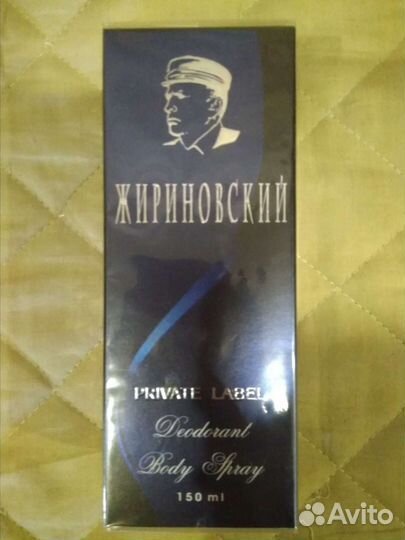 ЖИРИНОВСКИЙ
PRIVATE LABEL
Deodorant
Body Spray
150 ml
Avito